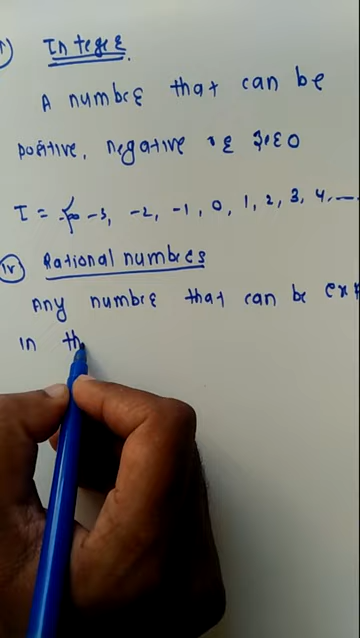 Integer
A number that can be
positive, negative or zero
I = {-∞ -3, -2, -1, 0, 1, 2, 3, 4, ....
iv) Rational numbers
Any number that can be
in th